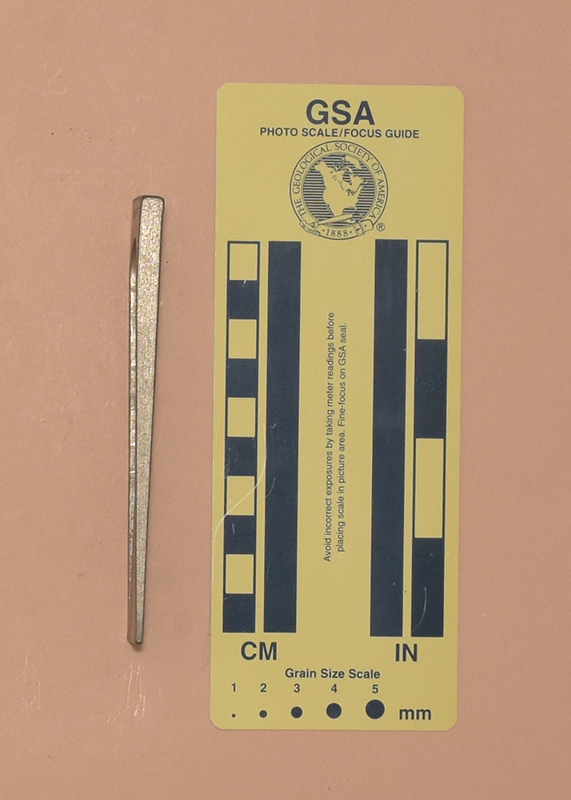 GSA
PHOTO SCALE/FOCUS GUIDE
THE GEOLOGICAL SOCIETY OF AMERICA
·1888·
®
Avoid incorrect exposures by taking meter readings before
placing scale in picture area. Fine-focus on GSA seal.
CM
IN
Grain Size Scale
1 2 3 4 5
mm